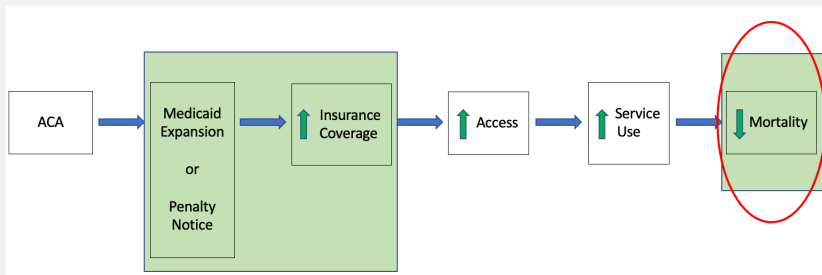 ACA
Medicaid
Expansion
or
Penalty
Notice
Insurance
Coverage
Access
Service
Use
Mortality